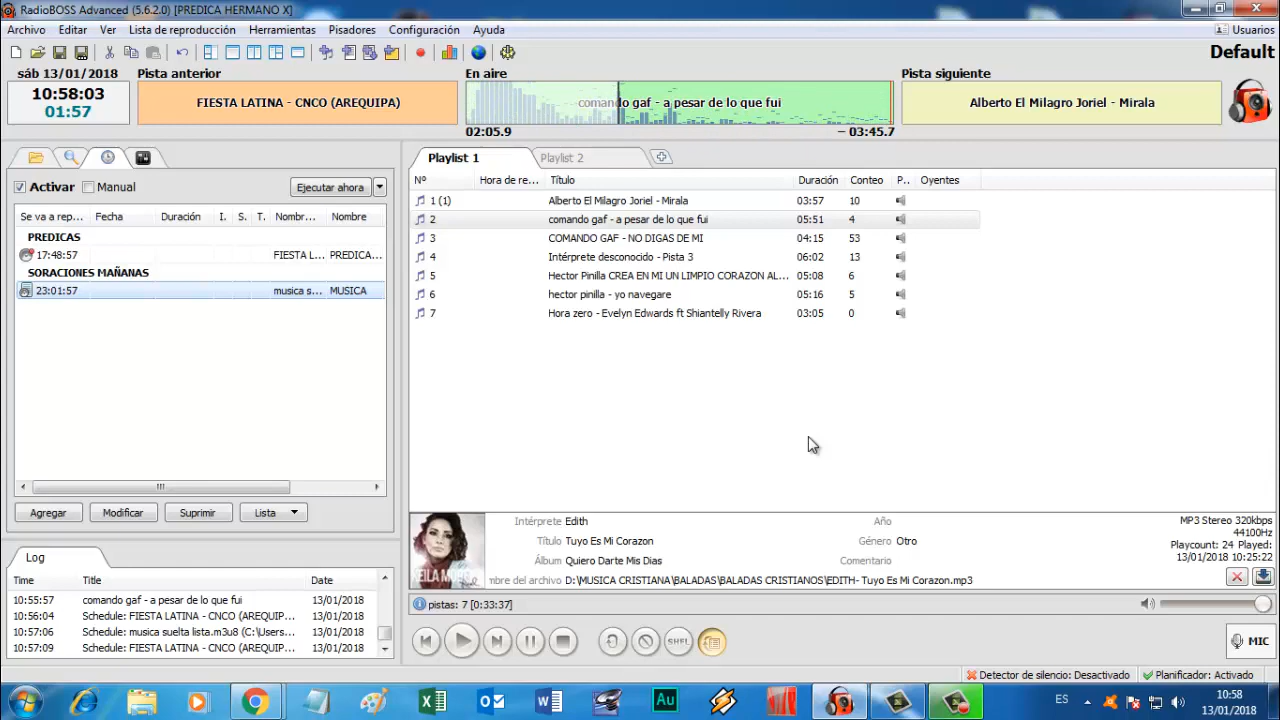 RadioBOSS Advanced (5.6.2.0) [PREDICA HERMANO X]
Archivo Editar Ver Lista de reproducción Herramientas Pisadores Configuración Ayuda Usuarios
Default
sáb 13/01/2018
10:58:03
01:57
Pista anterior
FIESTA LATINA - CNCO (AREQUIPA)
En aire
comando gaf - a pesar de lo que fui
02:05.9 – 03:45.7
Pista siguiente
Alberto El Milagro Joriel - Mirala
Activar Manual Ejecutar ahora
Se va a rep... Fecha Duración I. S. T. Nombr... Nombre
PREDICAS
17:48:57 FIESTA L... PREDICA...
SORACIONES MAÑANAS
23:01:57 musica s... MUSICA
Agregar Modificar Suprimir Lista
Log
Time Title Date
10:55:57 comando gaf - a pesar de lo que fui 13/01/2018
10:56:04 Schedule: FIESTA LATINA - CNCO (AREQUIP... 13/01/2018
10:57:06 Schedule: musica suelta lista.m3u8 (C:\Users... 13/01/2018
10:57:09 Schedule: FIESTA LATINA - CNCO (AREQUIP... 13/01/2018
Playlist 1 Playlist 2
Nº Hora de re... Título Duración Conteo P.. Oyentes
1 (1) Alberto El Milagro Joriel - Mirala 03:57 10
2 comando gaf - a pesar de lo que fui 05:51 4
3 COMANDO GAF - NO DIGAS DE MI 04:15 53
4 Intérprete desconocido - Pista 3 06:02 13
5 Hector Pinilla CREA EN MI UN LIMPIO CORAZON AL... 05:08 6
6 hector pinilla - yo navegare 05:16 5
7 Hora zero - Evelyn Edwards ft Shiantelly Rivera 03:05 0
Intérprete Edith Año
Título Tuyo Es Mi Corazon Género Otro
Álbum Quiero Darte Mis Dias Comentario
mbre del archivo D:\MUSICA CRISTIANA\BALADAS\BALADAS CRISTIANOS\EDITH- Tuyo Es Mi Corazon.mp3
MP3 Stereo 320kbps
44100Hz
Playcount: 24 Played:
13/01/2018 10:25:22
pistas: 7 [0:33:37]
SHFL
MIC
Detector de silencio: Desactivado Planificador: Activado
Au
ES
10:58
13/01/2018